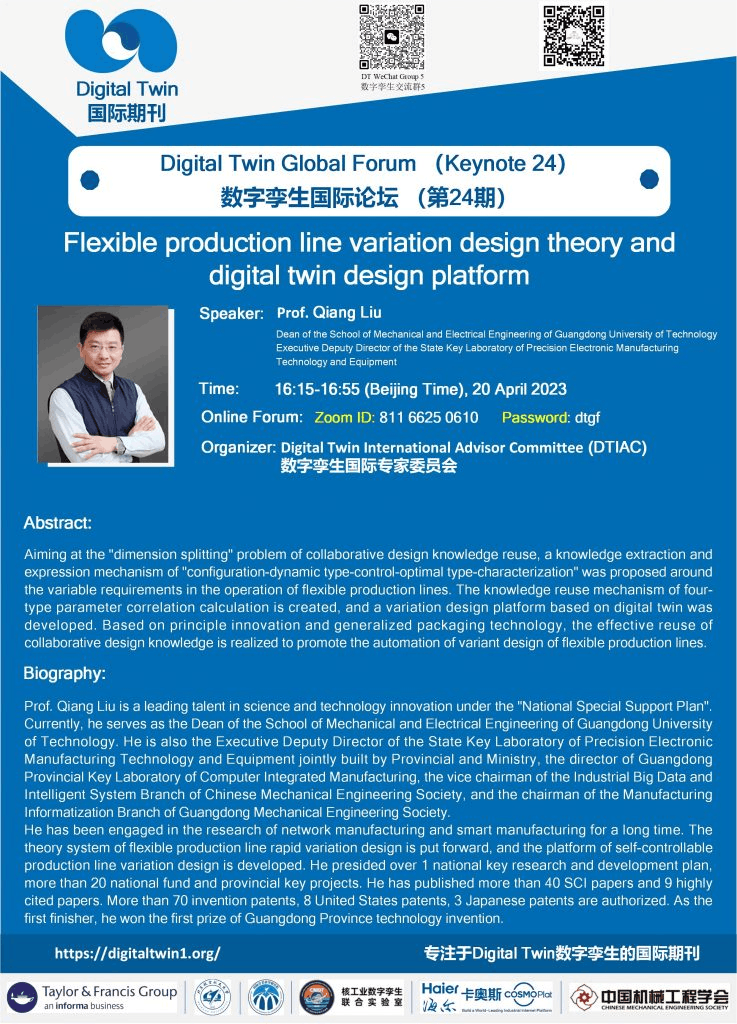 Digital Twin
国际期刊
DT WeChat Group 5
数字孪生交流群5
Digital Twin Global Forum （Keynote 24）
数字孪生国际论坛 （第24期）
Flexible production line variation design theory and
digital twin design platform
Speaker: Prof. Qiang Liu
Dean of the School of Mechanical and Electrical Engineering of Guangdong University of Technology
Executive Deputy Director of the State Key Laboratory of Precision Electronic Manufacturing
Technology and Equipment
Time: 16:15-16:55 (Beijing Time), 20 April 2023
Online Forum: Zoom ID: 811 6625 0610 Password: dtgf
Organizer: Digital Twin International Advisor Committee (DTIAC)
数字孪生国际专家委员会
Abstract:
Aiming at the "dimension splitting" problem of collaborative design knowledge reuse, a knowledge extraction and
expression mechanism of "configuration-dynamic type-control-optimal type-characterization" was proposed around
the variable requirements in the operation of flexible production lines. The knowledge reuse mechanism of four-
type parameter correlation calculation is created, and a variation design platform based on digital twin was
developed. Based on principle innovation and generalized packaging technology, the effective reuse of
collaborative design knowledge is realized to promote the automation of variant design of flexible production lines.
Biography:
Prof. Qiang Liu is a leading talent in science and technology innovation under the "National Special Support Plan".
Currently, he serves as the Dean of the School of Mechanical and Electrical Engineering of Guangdong University
of Technology. He is also the Executive Deputy Director of the State Key Laboratory of Precision Electronic
Manufacturing Technology and Equipment jointly built by Provincial and Ministry, the director of Guangdong
Provincial Key Laboratory of Computer Integrated Manufacturing, the vice chairman of the Industrial Big Data and
Intelligent System Branch of Chinese Mechanical Engineering Society, and the chairman of the Manufacturing
Informatization Branch of Guangdong Mechanical Engineering Society.
He has been engaged in the research of network manufacturing and smart manufacturing for a long time. The
theory system of flexible production line rapid variation design is put forward, and the platform of self-controllable
production line variation design is developed. He presided over 1 national key research and development plan,
more than 20 national fund and provincial key projects. He has published more than 40 SCI papers and 9 highly
cited papers. More than 70 invention patents, 8 United States patents, 3 Japanese patents are authorized. As the
first finisher, he won the first prize of Guangdong Province technology invention.
https://digitaltwin1.org/ 专注于Digital Twin数字孪生的国际期刊
Taylor & Francis Group
an informa business
核工业数字孪生
联合实验室
Haier 卡奥斯 COSMOPlat
海尔 Build a World-Leading Industrial Internet Platform
中国机械工程学会
CHINESE MECHANICAL ENGINEERING SOCIETY